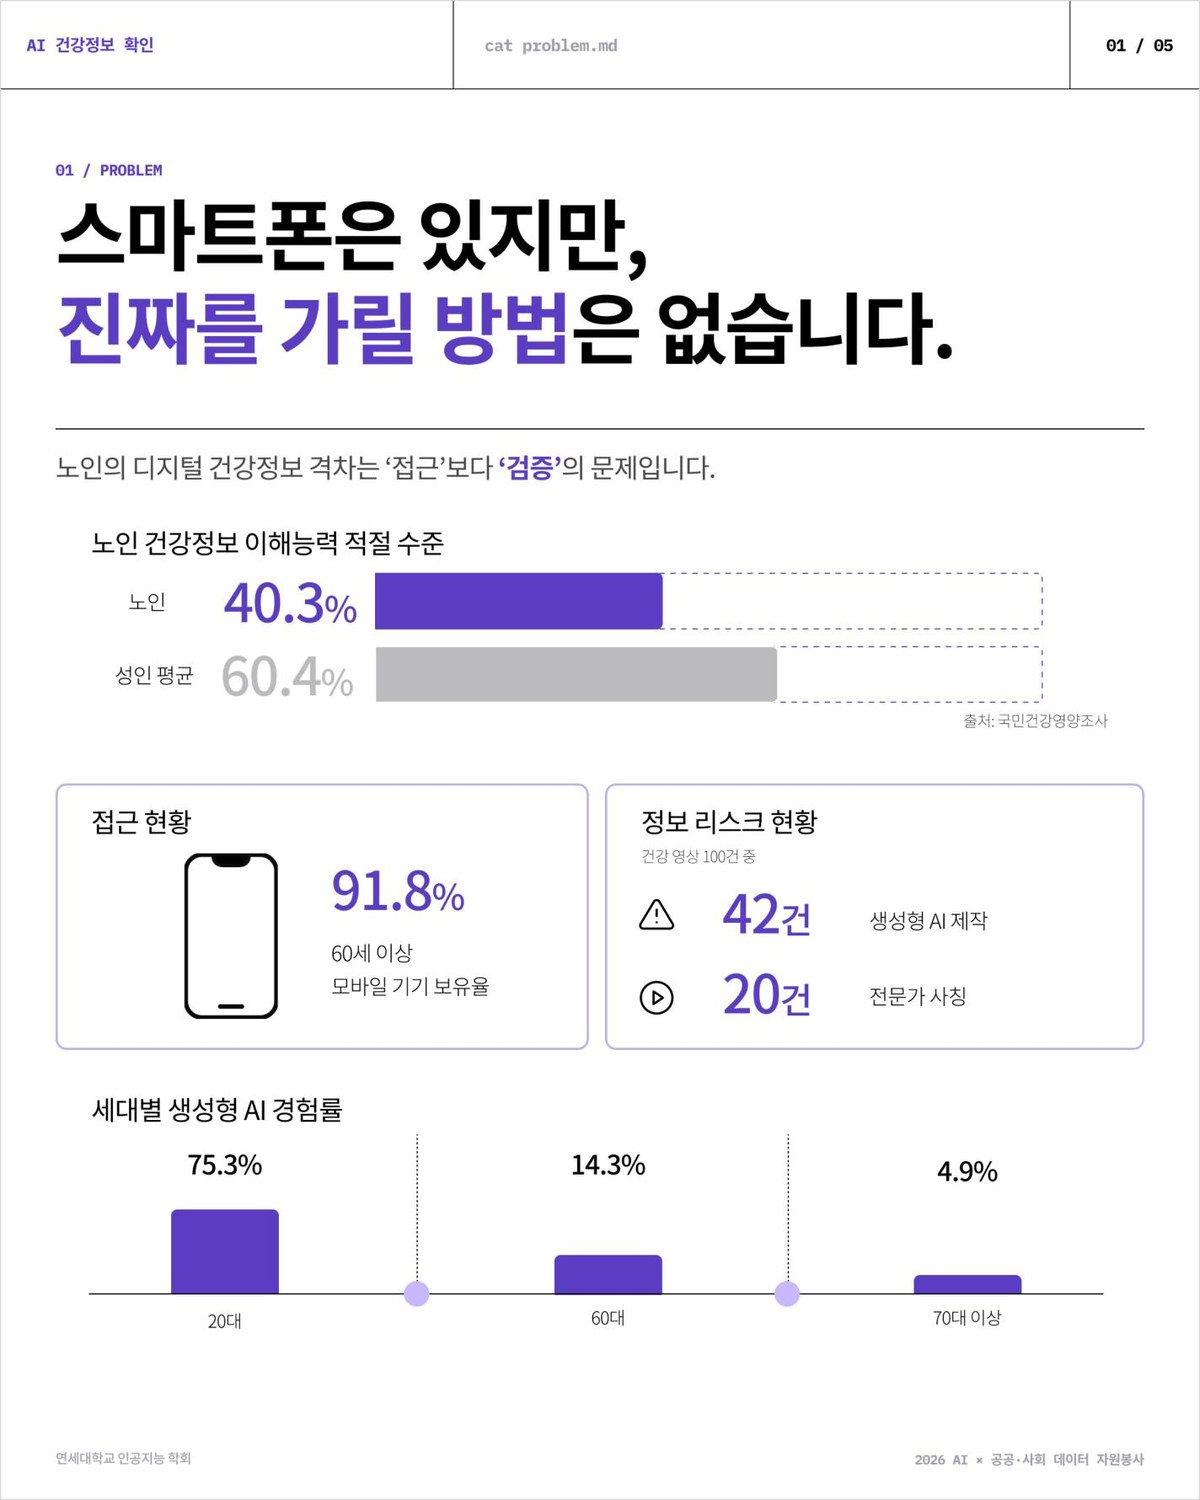 AI 건강정보 확인
cat problem.md
01 / 05
01 / PROBLEM
스마트폰은 있지만,
진짜를 가릴 방법은 없습니다.
노인의 디지털 건강정보 격차는 ‘접근’보다 ‘검증’의 문제입니다.
노인 건강정보 이해능력 적절 수준
노인 40.3%
성인 평균 60.4%
출처: 국민건강영양조사
접근 현황
91.8%
60세 이상
모바일 기기 보유율
정보 리스크 현황
건강 영상 100건 중
42건 생성형 AI 제작
20건 전문가 사칭
세대별 생성형 AI 경험률
75.3% 14.3% 4.9%
20대 60대 70대 이상
연세대학교 인공지능 학회
2026 AI × 공공·사회 데이터 자원봉사